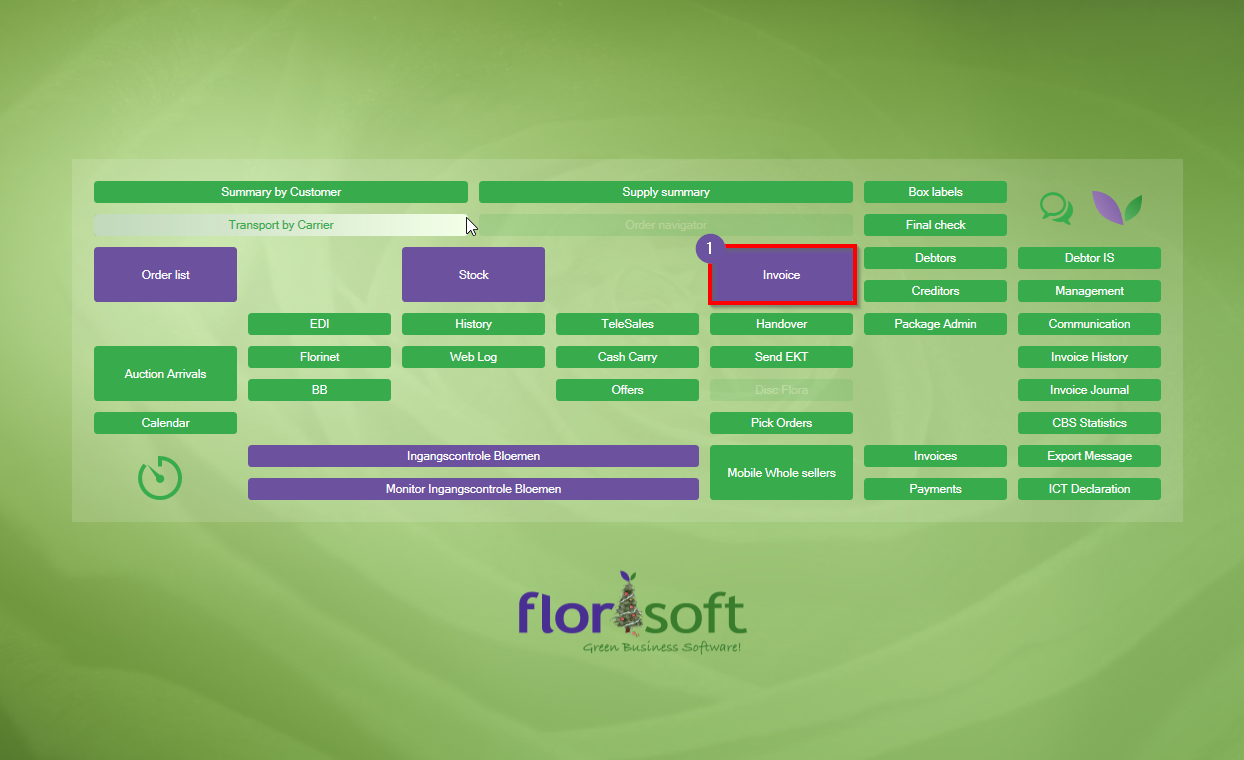 Summary by Customer
Supply summary
Box labels
Transport by Carrier
Order navigator
Final check
1
Order list
Stock
Invoice
Debtors
Debtor IS
Creditors
Management
EDI
History
TeleSales
Handover
Package Admin
Communication
Auction Arrivals
Florinet
Web Log
Cash Carry
Send EKT
Invoice History
BB
Offers
Disc Flora
Invoice Journal
Calendar
Pick Orders
CBS Statistics
Ingangscontrole Bloemen
Mobile Whole sellers
Invoices
Export Message
Monitor Ingangscontrole Bloemen
Payments
ICT Declaration
florisoft
Green Business Software!